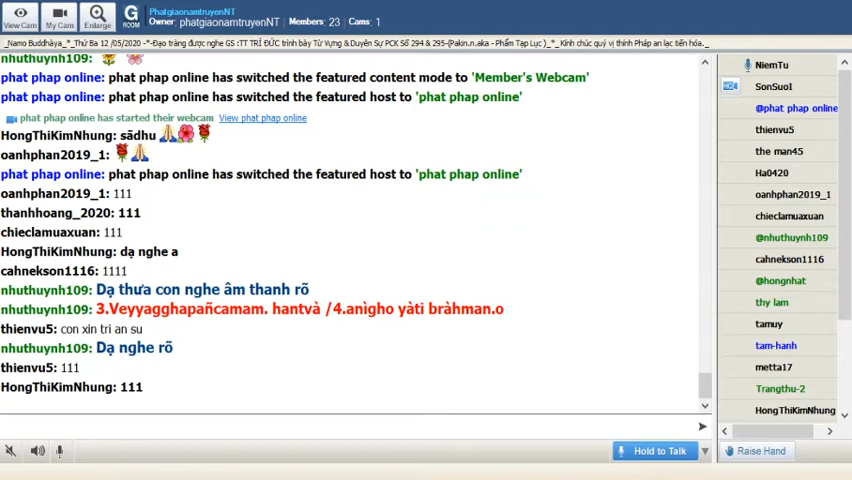 View Cam
My Cam
Enlarge
G ROOM
PhatgiaonamtruyenNT
Owner: phatgiaonamtruyenNT Members: 23 Cams: 1
_Namo Buddhàya_*_Thứ Ba 12 /05/2020 -*-Đạo tràng được nghe GS :TT TRÍ ĐỨC trình bày Từ Vựng &Duyên Sự PCK Số 294 & 295-(Pakin.n.aka - Phẩm Tạp Lục )_*_ Kính chúc quý vị thính Pháp an lạc tiến hóa._
nhuthuynh109:
phat phap online: phat phap online has switched the featured content mode to 'Member's Webcam'
phat phap online: phat phap online has switched the featured host to 'phat phap online'
phat phap online has started their webcam View phat phap online
HongThiKimNhung: sādhu
oanhphan2019_1:
phat phap online: phat phap online has switched the featured host to 'phat phap online'
oanhphan2019_1: 111
thanhhoang_2020: 111
chieclamuaxuan: 111
HongThiKimNhung: dạ nghe a
cahnekson1116: 1111
nhuthuynh109: Dạ thưa con nghe âm thanh rõ
nhuthuynh109: 3.Veyyagghapañcamam. hantvà /4.anìgho yàti bràhman.o
thienvu5: con xin tri an su
nhuthuynh109: Dạ nghe rõ
thienvu5: 111
HongThiKimNhung: 111
Hold to Talk
NiemTu
SonSuoI
@phat phap online
thienvu5
the man45
Ha0420
oanhphan2019_1
chieclamuaxuan
@nhuthuynh109
cahnekson1116
@hongnhat
thy lam
tamuy
tam-hanh
metta17
Trangthu-2
HongThiKimNhung
Raise Hand